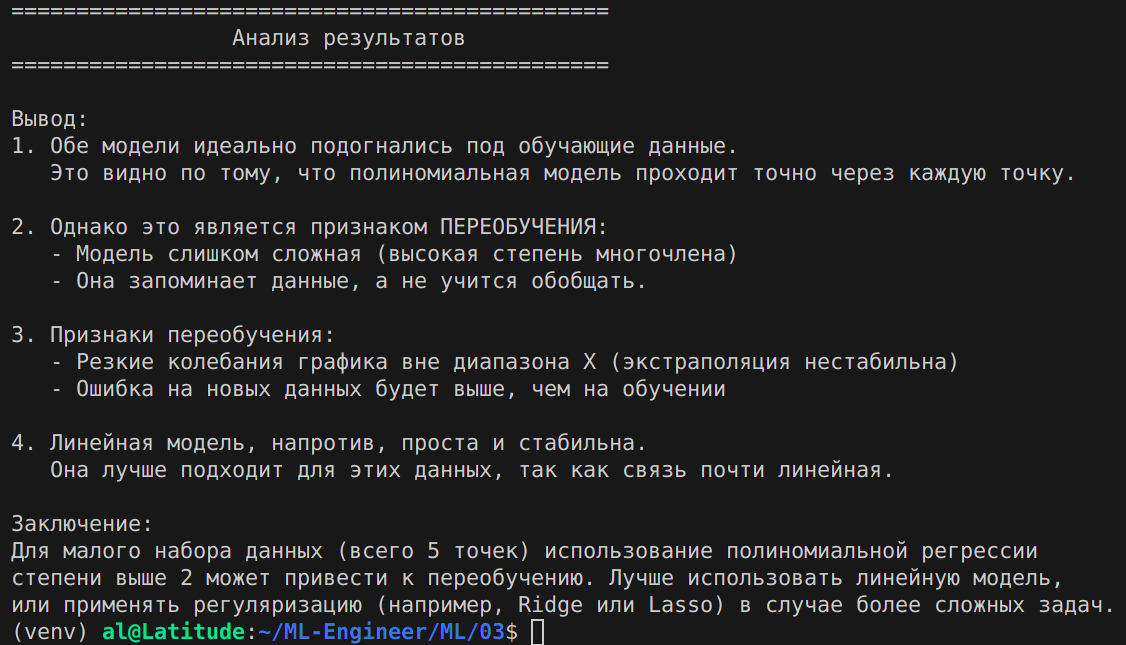 ==============================================
Анализ результатов
==============================================
Вывод:
1. Обе модели идеально подогнались под обучающие данные.
Это видно по тому, что полиномиальная модель проходит точно через каждую точку.
2. Однако это является признаком ПЕРЕОБУЧЕНИЯ:
- Модель слишком сложная (высокая степень многочлена)
- Она запоминает данные, а не учится обобщать.
3. Признаки переобучения:
- Резкие колебания графика вне диапазона X (экстраполяция нестабильна)
- Ошибка на новых данных будет выше, чем на обучении
4. Линейная модель, напротив, проста и стабильна.
Она лучше подходит для этих данных, так как связь почти линейная.
Заключение:
Для малого набора данных (всего 5 точек) использование полиномиальной регрессии
степени выше 2 может привести к переобучению. Лучше использовать линейную модель,
или применять регуляризацию (например, Ridge или Lasso) в случае более сложных задач.
(venv) al@Latitude:~/ML-Engineer/ML/03$